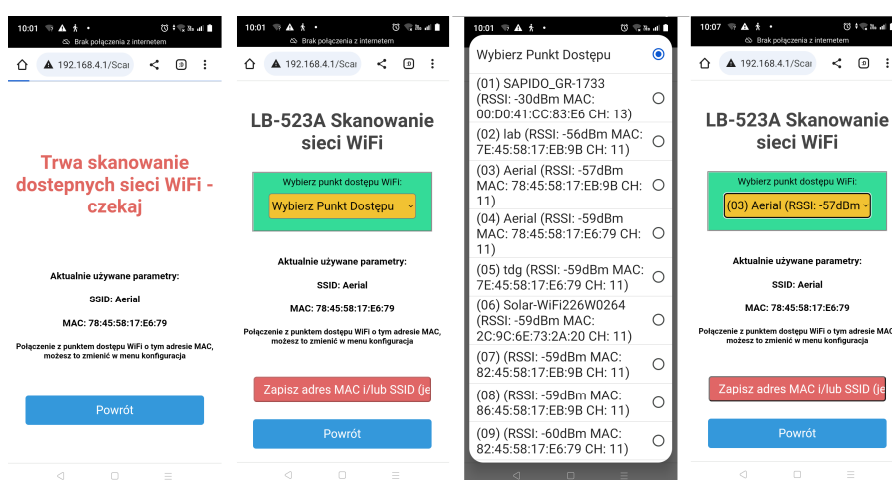 10:01
Brak połączenia z internetem
192.168.4.1/Scan
Trwa skanowanie
dostepnych sieci WiFi -
czekaj
Aktualnie używane parametry:
SSID: Aerial
MAC: 78:45:58:17:E6:79
Połączenie z punktem dostępu WiFi o tym adresie MAC,
możesz to zmienić w menu konfiguracja
Powrót
10:01
Brak połączenia z internetem
192.168.4.1/Scar
LB-523A Skanowanie
sieci WiFi
Wybierz punkt dostępu WiFi:
Wybierz Punkt Dostępu
Aktualnie używane parametry:
SSID: Aerial
MAC: 78:45:58:17:E6:79
Połączenie z punktem dostępu WiFi o tym adresie MAC,
możesz to zmienić w menu konfiguracja
Zapisz adres MAC i/lub SSID (je
Powrót
10:01
Wybierz Punkt Dostępu
(01) SAPIDO_GR-1733
(RSSI: -30dBm MAC:
00:D0:41:CC:83:E6 CH: 13)
(02) lab (RSSI: -56dBm MAC:
7E:45:58:17:EB:9B CH: 11)
(03) Aerial (RSSI: -57dBm
MAC: 78:45:58:17:EB:9B CH:
11)
(04) Aerial (RSSI: -59dBm
MAC: 78:45:58:17:E6:79 CH:
11)
(05) tdg (RSSI: -59dBm MAC:
7E:45:58:17:E6:79 CH: 11)
(06) Solar-WiFi226W0264
(RSSI: -59dBm MAC:
2C:9C:6E:73:2A:20 CH: 11)
(07) (RSSI: -59dBm MAC:
82:45:58:17:EB:9B CH: 11)
(08) (RSSI: -59dBm MAC:
86:45:58:17:EB:9B CH: 11)
(09) (RSSI: -60dBm MAC:
82:45:58:17:E6:79 CH: 11)
10:07
Brak połączenia z internetem
192.168.4.1/Scar
LB-523A Skanowanie
sieci WiFi
Wybierz punkt dostępu WiFi:
(03) Aerial (RSSI: -57dBm
Aktualnie używane parametry:
SSID: Aerial
MAC: 78:45:58:17:E6:79
Połączenie z punktem dostępu WiFi o tym adresie MAC
możesz to zmienić w menu konfiguracja
Zapisz adres MAC i/lub SSID (je
Powrót